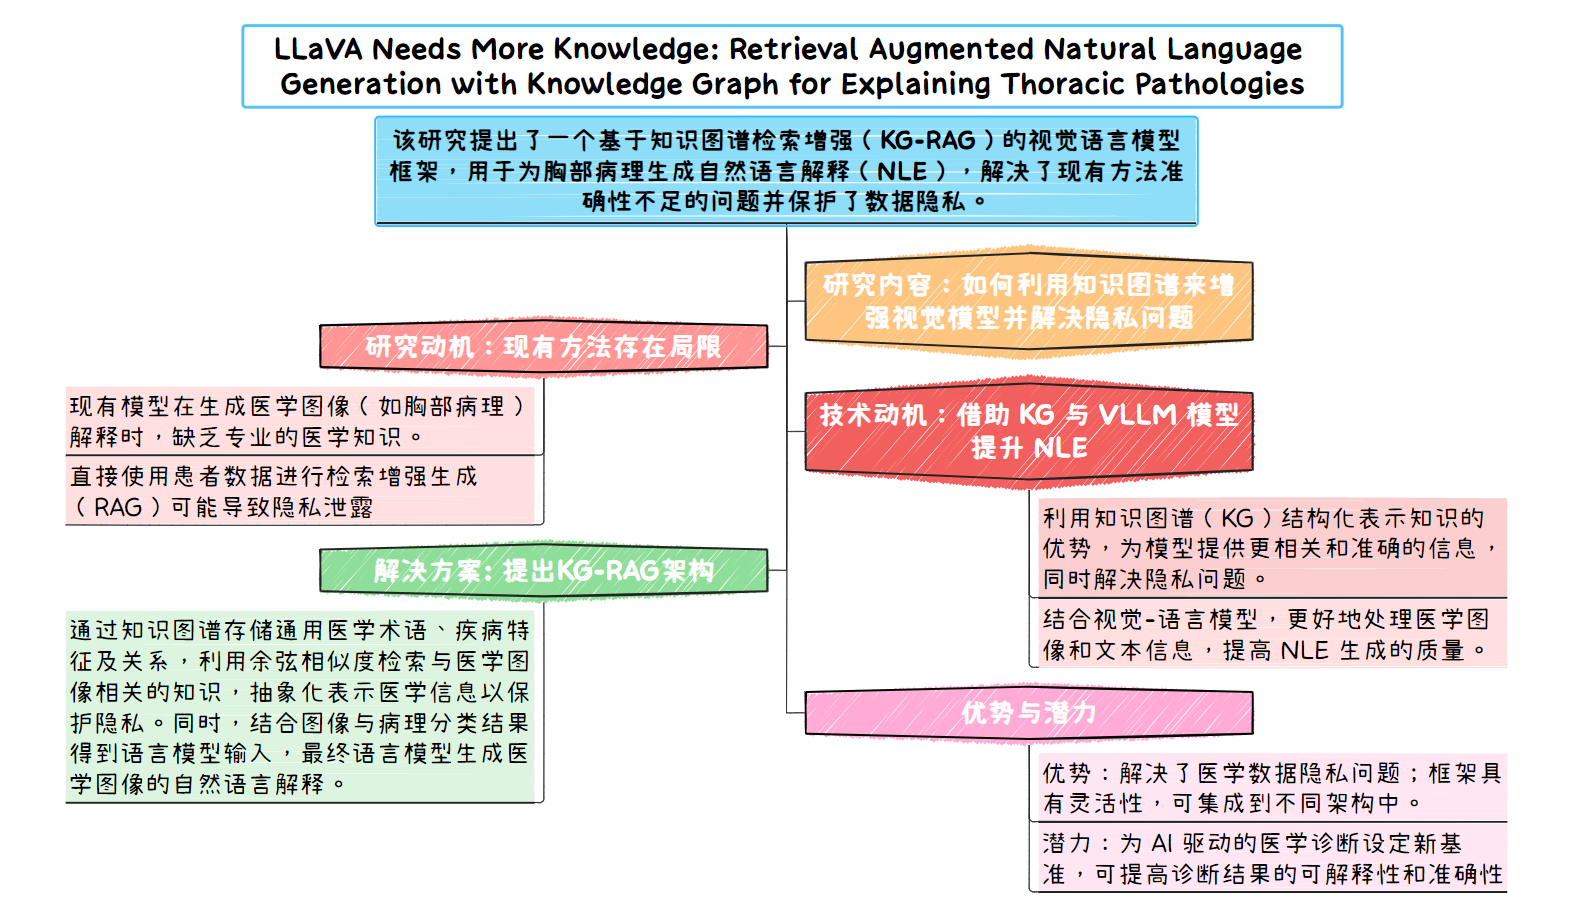 LLaVA Needs More Knowledge: Retrieval Augmented Natural Language
Generation with Knowledge Graph for Explaining Thoracic Pathologies
该研究提出了一个基于知识图谱检索增强（KG-RAG）的视觉语言模型
框架，用于为胸部病理生成自然语言解释（NLE），解决了现有方法准
确性不足的问题并保护了数据隐私。
研究内容：如何利用知识图谱来增
强视觉模型并解决隐私问题
研究动机：现有方法存在局限
现有模型在生成医学图像（如胸部病理）
解释时，缺乏专业的医学知识。
直接使用患者数据进行检索增强生成
（RAG）可能导致隐私泄露
技术动机：借助 KG 与 VLLM 模型
提升 NLE
利用知识图谱（KG）结构化表示知识的
优势，为模型提供更相关和准确的信息，
同时解决隐私问题。
结合视觉-语言模型，更好地处理医学图
像和文本信息，提高 NLE 生成的质量。
解决方案: 提出KG-RAG架构
通过知识图谱存储通用医学术语、疾病特
征及关系，利用余弦相似度检索与医学图
像相关的知识，抽象化表示医学信息以保
护隐私。同时，结合图像与病理分类结果
得到语言模型输入，最终语言模型生成医
学图像的自然语言解释。
优势与潜力
优势：解决了医学数据隐私问题；框架具
有灵活性，可集成到不同架构中。
潜力：为 AI 驱动的医学诊断设定新基
准，可提高诊断结果的可解释性和准确性